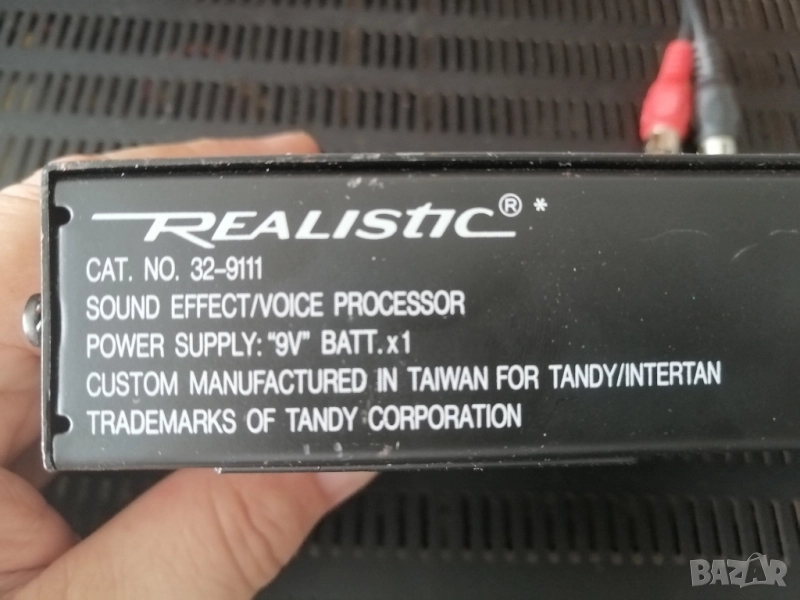 REALISTIC® *
CAT. NO. 32-9111
SOUND EFFECT/VOICE PROCESSOR
POWER SUPPLY: "9V" BATT. x1
CUSTOM MANUFACTURED IN TAIWAN FOR TANDY/INTERTAN
TRADEMARKS OF TANDY CORPORATION
BAZAR